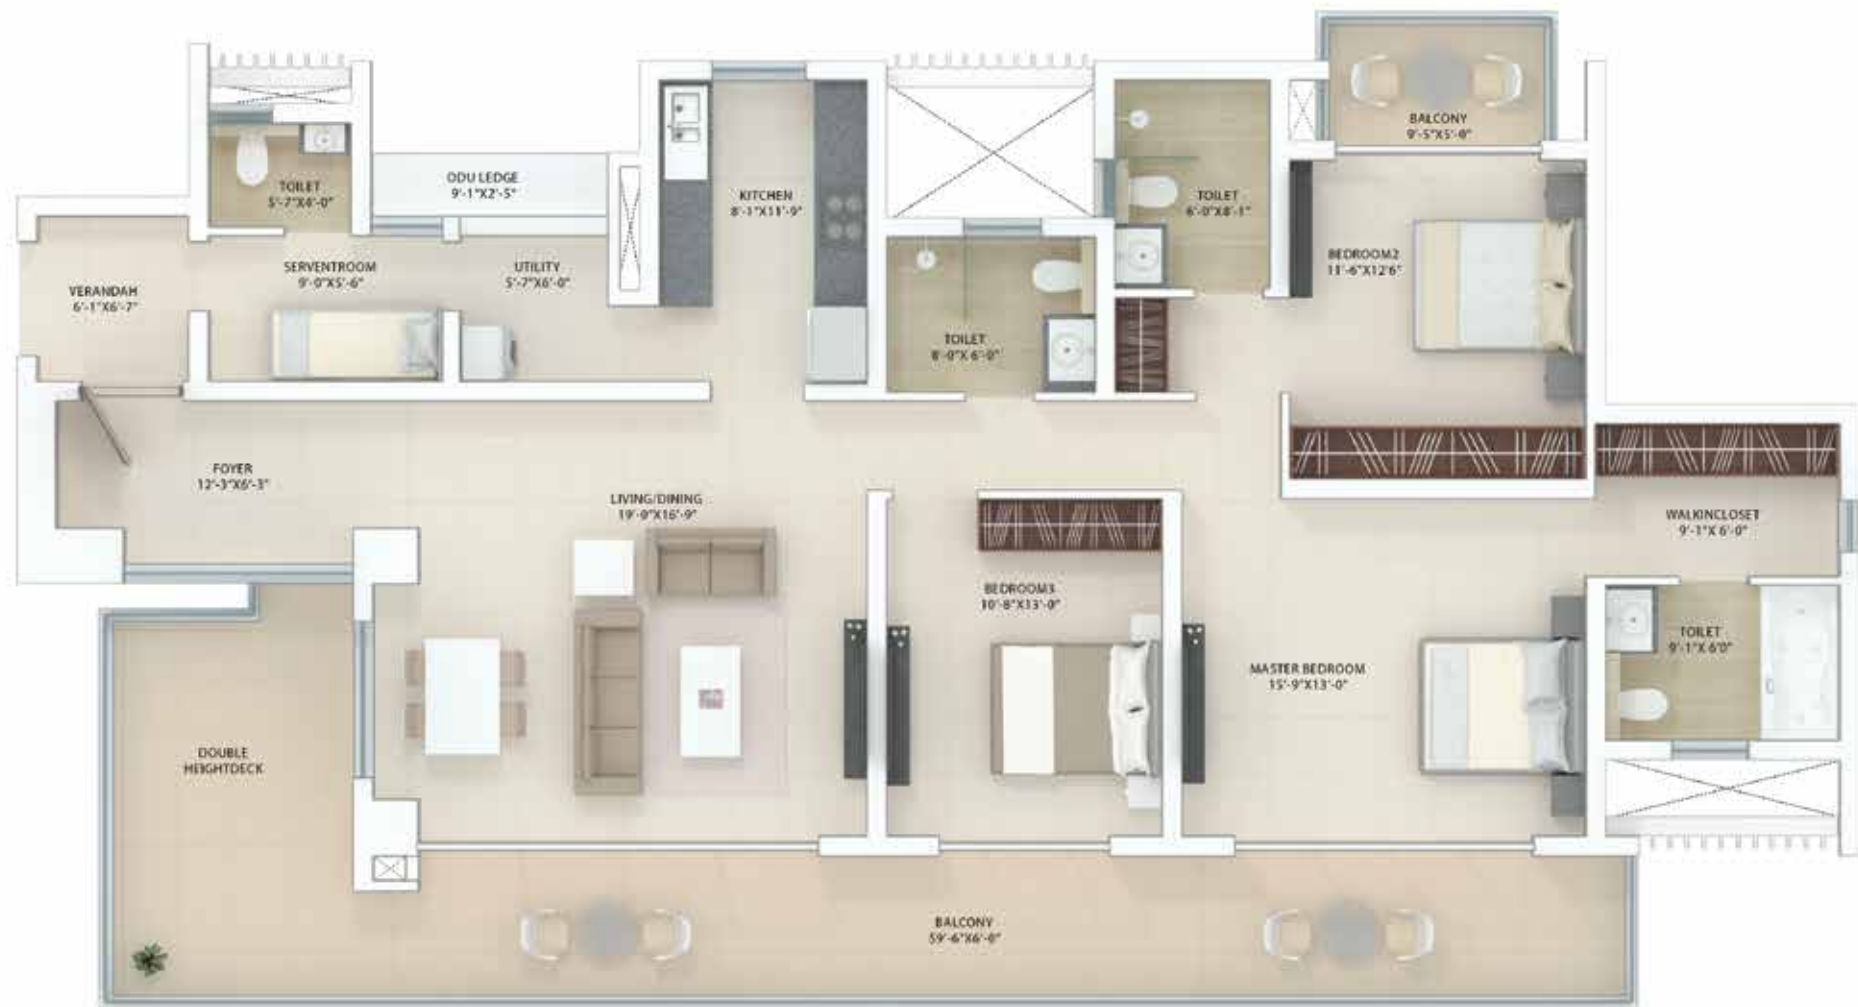 BALCONY
9'-5"X5'-0"
ODU LEDGE
9'-1"X2'-5"
TOILET
5'-7"X4'-0"
KITCHEN
8'-1"X11'-9"
TOILET
6'-0"X8'-1"
BEDROOM2
11'-6"X12'6"
SERVENTROOM
9'-0"X5'-6"
UTILITY
5'-7"X6'-0"
VERANDAH
6'-1"X6'-7"
TOILET
8'-0"X 6'-0"
FOYER
12'-3"X6'-3"
LIVING/DINING
19'-0"X16'-9"
WALKINCLOSET
9'-1"X 6'-0"
BEDROOM3
10'-8"X13'-0"
TOILET
9'-1"X 6'0"
MASTER BEDROOM
15'-9"X13'-0"
DOUBLE
HEIGHTDECK
BALCONY
59'-6"X6'-0"